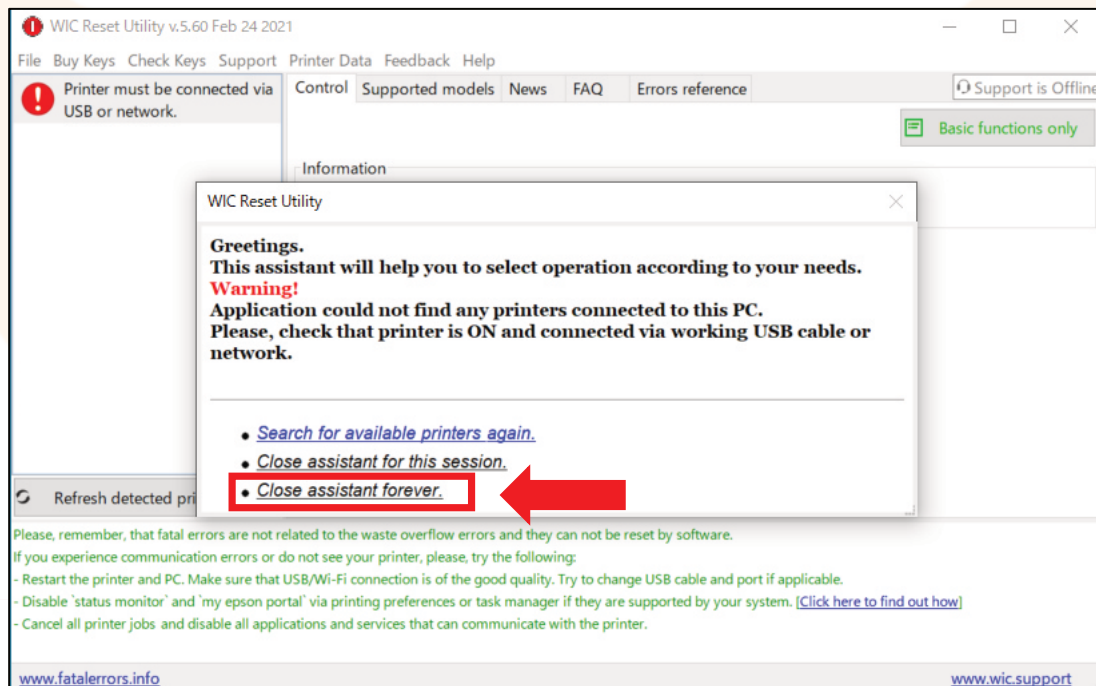 WIC Reset Utility v.5.60 Feb 24 2021
File Buy Keys Check Keys Support Printer Data Feedback Help
Printer must be connected via
USB or network.
Control Supported models News FAQ Errors reference
Support is Offline
Basic functions only
Information
WIC Reset Utility
Greetings.
This assistant will help you to select operation according to your needs.
Warning!
Application could not find any printers connected to this PC.
Please, check that printer is ON and connected via working USB cable or
network.
Search for available printers again.
Close assistant for this session.
Close assistant forever.
Refresh detected pri
Please, remember, that fatal errors are not related to the waste overflow errors and they can not be reset by software.
If you experience communication errors or do not see your printer, please, try the following:
- Restart the printer and PC. Make sure that USB/Wi-Fi connection is of the good quality. Try to change USB cable and port if applicable.
- Disable `status monitor` and `my epson portal` via printing preferences or task manager if they are supported by your system. [Click here to find out how]
- Cancel all printer jobs and disable all applications and services that can communicate with the printer.
www.fatalerrors.info
www.wic.support